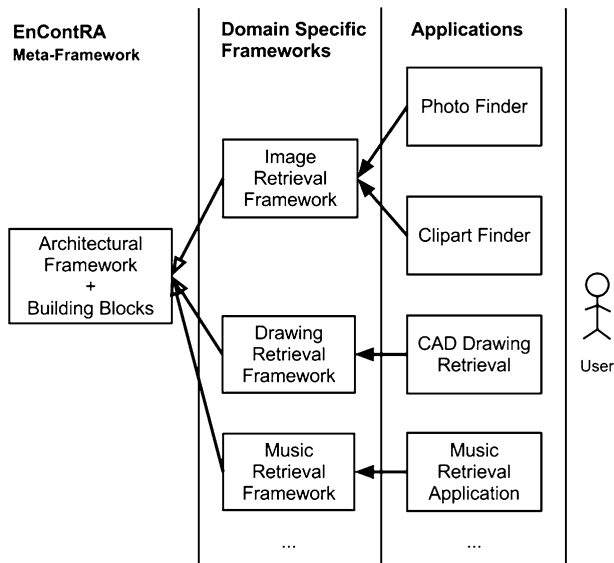 EnContRA
Meta-Framework
Domain Specific
Frameworks
Applications
Architectural
Framework
+
Building Blocks
Image
Retrieval
Framework
Drawing
Retrieval
Framework
Music
Retrieval
Framework
...
Photo Finder
Clipart Finder
CAD Drawing
Retrieval
Music
Retrieval
Application
...
User